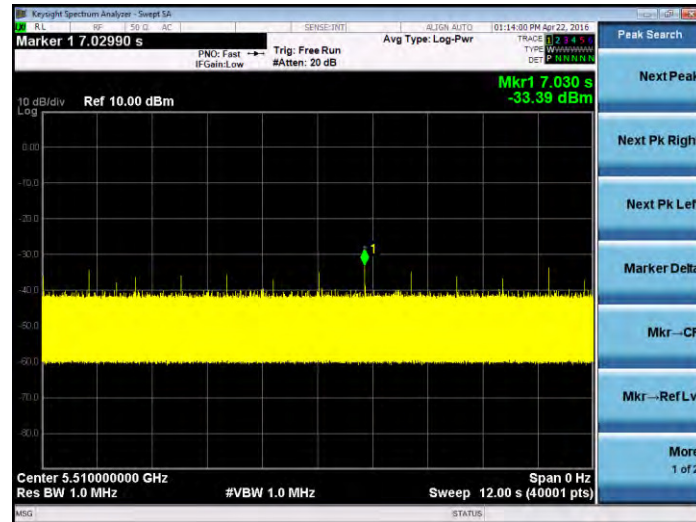 Keysight Spectrum Analyzer - Swept SA
RL RF 50 Ω AC SENSE:INT ALIGN AUTO 01:14:00 PM Apr 22, 2016
Marker 1 7.02990 s
PNO: Fast
IFGain:Low
Trig: Free Run
#Atten: 20 dB
Avg Type: Log-Pwr
TRACE 1 2 3 4 5 6
TYPE W
DET P N N N N N
Mkr1 7.030 s
-33.39 dBm
10 dB/div Ref 10.00 dBm
Log
0.00
-10.0
-20.0
-30.0
-40.0
-50.0
-60.0
-70.0
-80.0
1
Center 5.510000000 GHz Span 0 Hz
Res BW 1.0 MHz #VBW 1.0 MHz Sweep 12.00 s (40001 pts)
MSG STATUS
Peak Search
Next Peak
Next Pk Righ
Next Pk Lef
Marker Delta
Mkr→CF
Mkr→Ref Lv
More
1 of 2